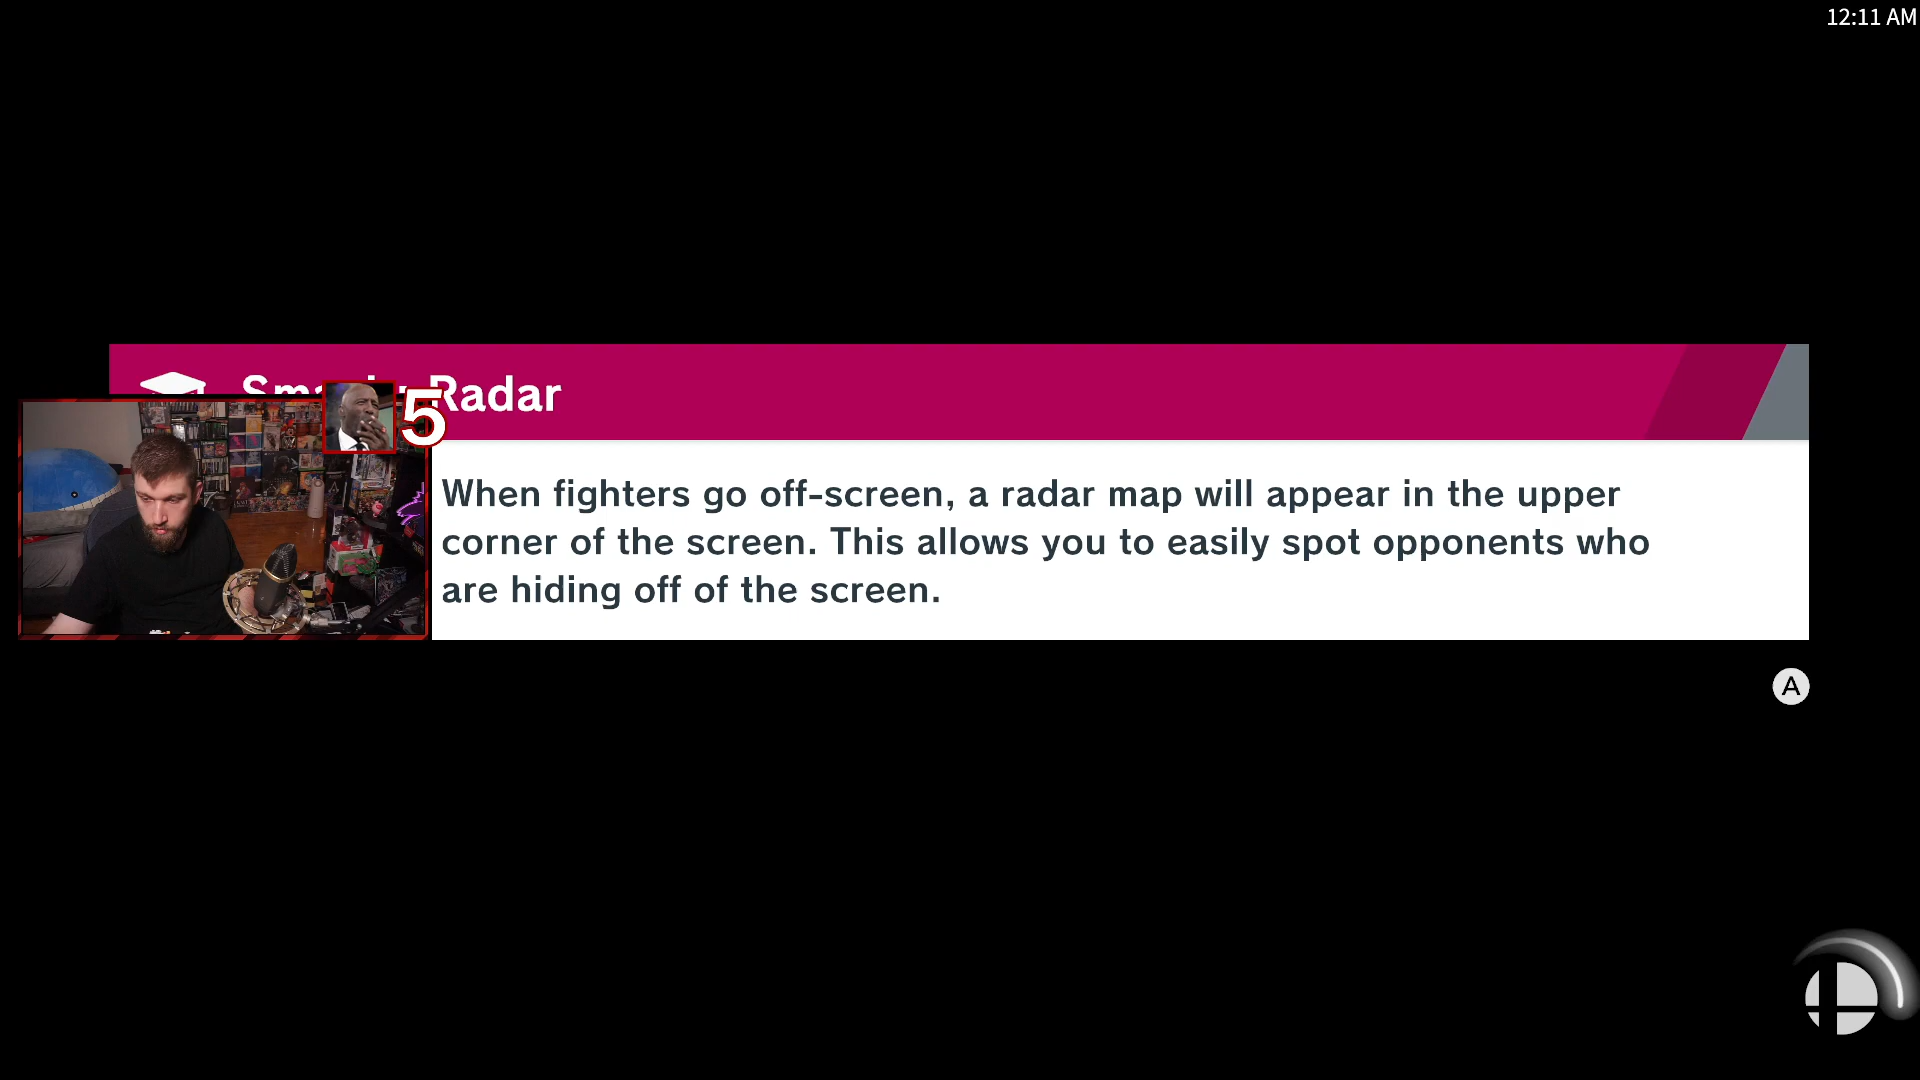 12:11 AM
Radar
5
When fighters go off-screen, a radar map will appear in the upper
corner of the screen. This allows you to easily spot opponents who
are hiding off of the screen.
A